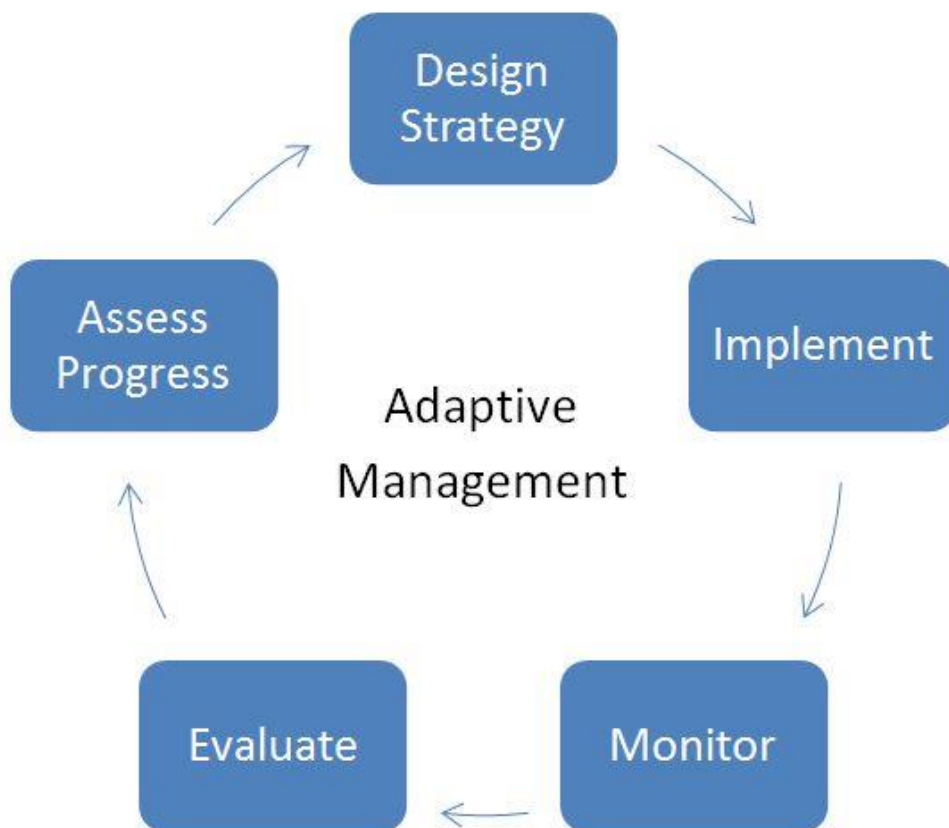 Design
Strategy
Implement
Monitor
Evaluate
Assess
Progress
Adaptive
Management